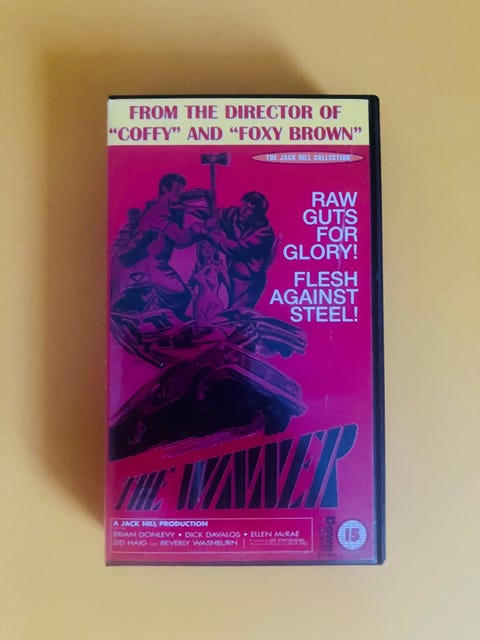 FROM THE DIRECTOR OF
"COFFY" AND "FOXY BROWN"
THE JACK HILL COLLECTION
RAW
GUTS
FOR
GLORY!
FLESH
AGAINST
STEEL!
THE WINNER
A JACK HILL PRODUCTION
BRIAN DONLEVY • DICK DAVALOS • ELLEN McRAE
SID HAIG AND BEVERLY WASHBURN
15